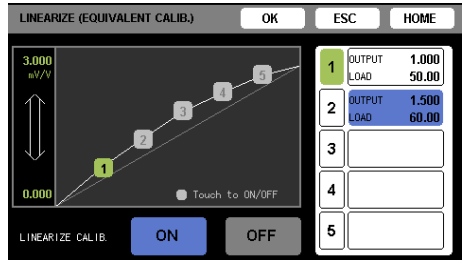 LINEARIZE (EQUIVALENT CALIB.) OK ESC HOME
3.000
mV/V
0.000
1
2
3
4
5
Touch to ON/OFF
LINEARIZE CALIB. ON OFF
1 OUTPUT 1.000
LOAD 50.00
2 OUTPUT 1.500
LOAD 60.00
3
4
5